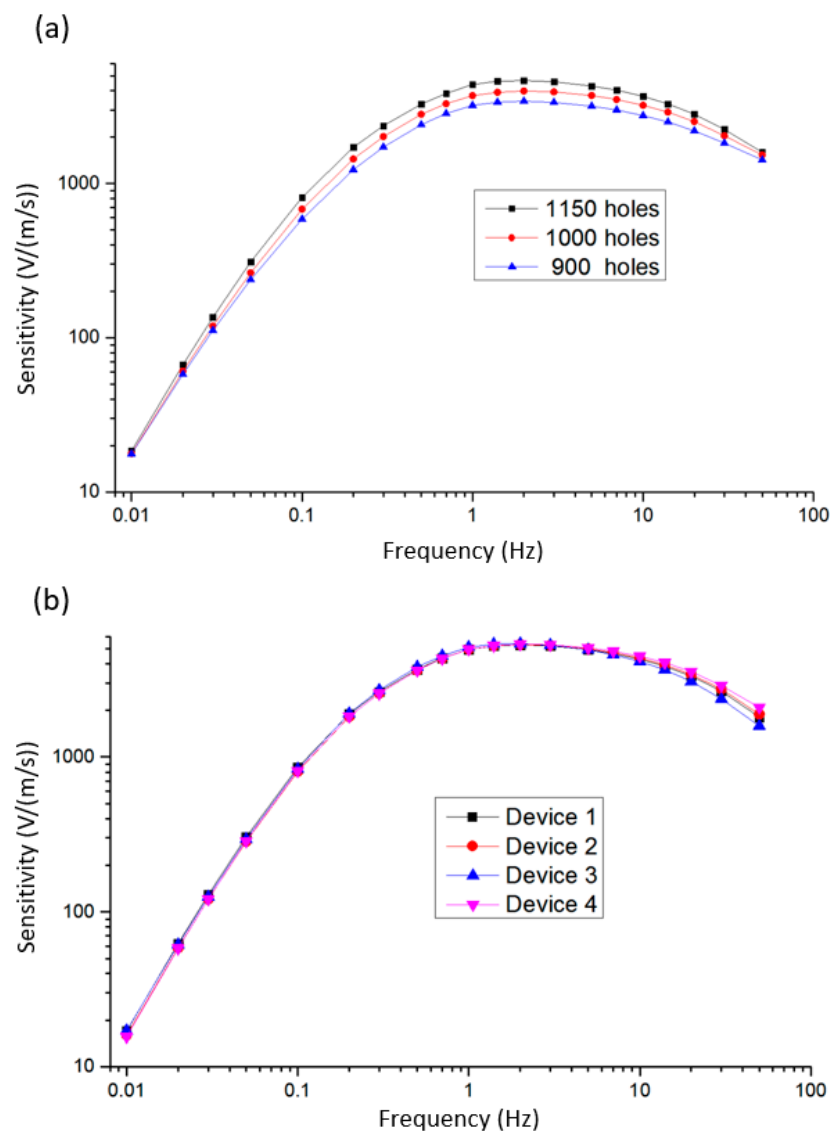 (a)
Sensitivity (V/(m/s))
1000
100
10
1150 holes
1000 holes
900 holes
0.01 0.1 1 10 100
Frequency (Hz)
(b)
Sensitivity (V/(m/s))
1000
100
10
Device 1
Device 2
Device 3
Device 4
0.01 0.1 1 10 100
Frequency (Hz)